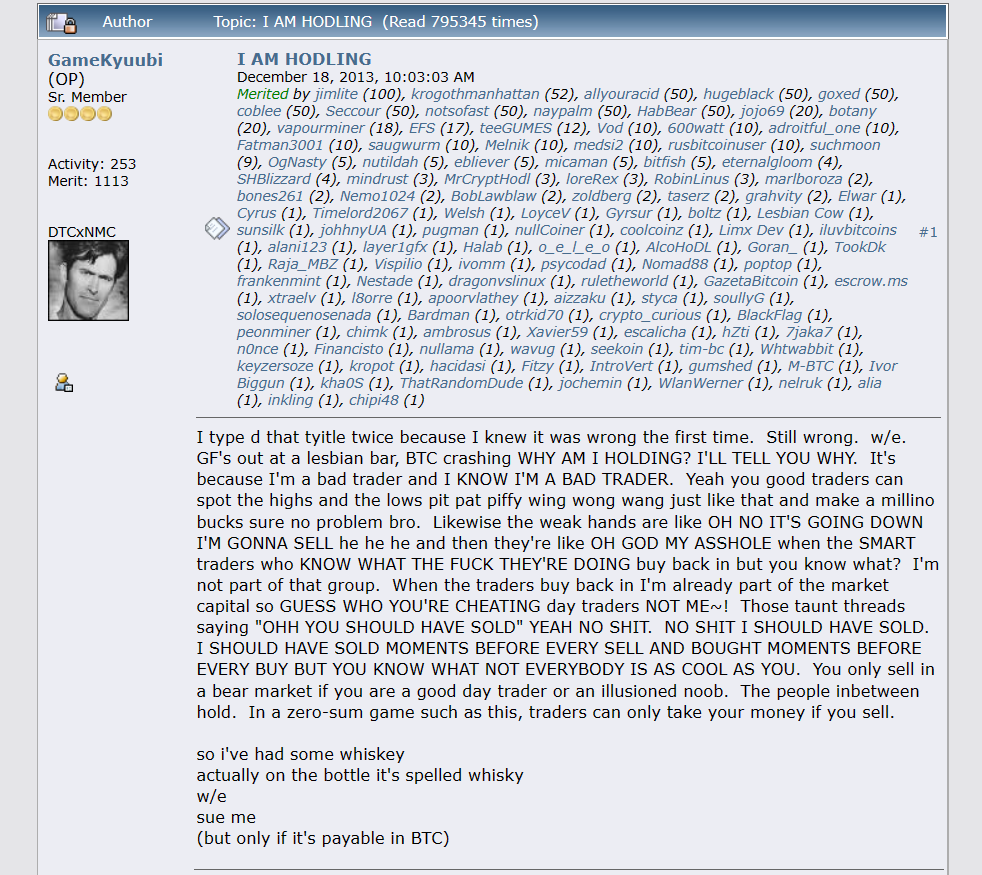 Author Topic: I AM HODLING (Read 795345 times)
GameKyuubi
(OP)
Sr. Member
Activity: 253
Merit: 1113
DTCxNMC
I AM HODLING
December 18, 2013, 10:03:03 AM
Merited by jimlite (100), krogothmanhattan (52), allyouracid (50), hugeblack (50), goxed (50),
coblee (50), Seccour (50), notsofast (50), naypalm (50), HabBear (50), jojo69 (20), botany
(20), vapourminer (18), EFS (17), teeGUMES (12), Vod (10), 600watt (10), adroitful_one (10),
Fatman3001 (10), saugwurm (10), Melnik (10), medsi2 (10), rusbitcoinuser (10), suchmoon
(9), OgNasty (5), nutildah (5), ebliever (5), micaman (5), bitfish (5), eternalgloom (4),
SHBlizzard (4), mindrust (3), MrCryptHodl (3), loreRex (3), RobinLinus (3), marlboroza (2),
bones261 (2), Nemo1024 (2), BobLawblaw (2), zoldberg (2), taserz (2), grahvity (2), Elwar (1),
Cyrus (1), Timelord2067 (1), Welsh (1), LoyceV (1), Gyrsur (1), boltz (1), Lesbian Cow (1),
sunsilk (1), johhnyUA (1), pugman (1), nullCoiner (1), coolcoinz (1), Limx Dev (1), iluvbitcoins
(1), alani123 (1), layer1gfx (1), Halab (1), o_e_l_e_o (1), AlcoHoDL (1), Goran_ (1), TookDk
(1), Raja_MBZ (1), Vispilio (1), ivomm (1), psycodad (1), Nomad88 (1), poptop (1),
frankenmint (1), Nestade (1), dragonvslinux (1), ruletheworld (1), GazetaBitcoin (1), escrow.ms
(1), xtraelv (1), l8orre (1), apoorvlathey (1), aizzaku (1), styca (1), soullyG (1),
solosequenosenada (1), Bardman (1), otrkid70 (1), crypto_curious (1), BlackFlag (1),
peonminer (1), chimk (1), ambrosus (1), Xavier59 (1), escalicha (1), hZti (1), 7jaka7 (1),
n0nce (1), Financisto (1), nullama (1), wavug (1), seekoin (1), tim-bc (1), Whtwabbit (1),
keyzersoze (1), kropot (1), hacidasi (1), Fitzy (1), IntroVert (1), gumshed (1), M-BTC (1), Ivor
Biggun (1), kha0S (1), ThatRandomDude (1), jochemin (1), WlanWerner (1), nelruk (1), alia
(1), inkling (1), chipi48 (1)
#1
I type d that tyitle twice because I knew it was wrong the first time.  Still wrong.  w/e.
GF's out at a lesbian bar, BTC crashing WHY AM I HOLDING? I'LL TELL YOU WHY.  It's
because I'm a bad trader and I KNOW I'M A BAD TRADER.  Yeah you good traders can
spot the highs and the lows pit pat piffy wing wong wang just like that and make a millino
bucks sure no problem bro.  Likewise the weak hands are like OH NO IT'S GOING DOWN
I'M GONNA SELL he he he and then they're like OH GOD MY ASSHOLE when the SMART
traders who KNOW WHAT THE FUCK THEY'RE DOING buy back in but you know what?  I'm
not part of that group.  When the traders buy back in I'm already part of the market
capital so GUESS WHO YOU'RE CHEATING day traders NOT ME~!  Those taunt threads
saying "OHH YOU SHOULD HAVE SOLD" YEAH NO SHIT.  NO SHIT I SHOULD HAVE SOLD.
I SHOULD HAVE SOLD MOMENTS BEFORE EVERY SELL AND BOUGHT MOMENTS BEFORE
EVERY BUY BUT YOU KNOW WHAT NOT EVERYBODY IS AS COOL AS YOU.  You only sell in
a bear market if you are a good day trader or an illusioned noob.  The people inbetween
hold.  In a zero-sum game such as this, traders can only take your money if you sell.
so i've had some whiskey
actually on the bottle it's spelled whisky
w/e
sue me
(but only if it's payable in BTC)